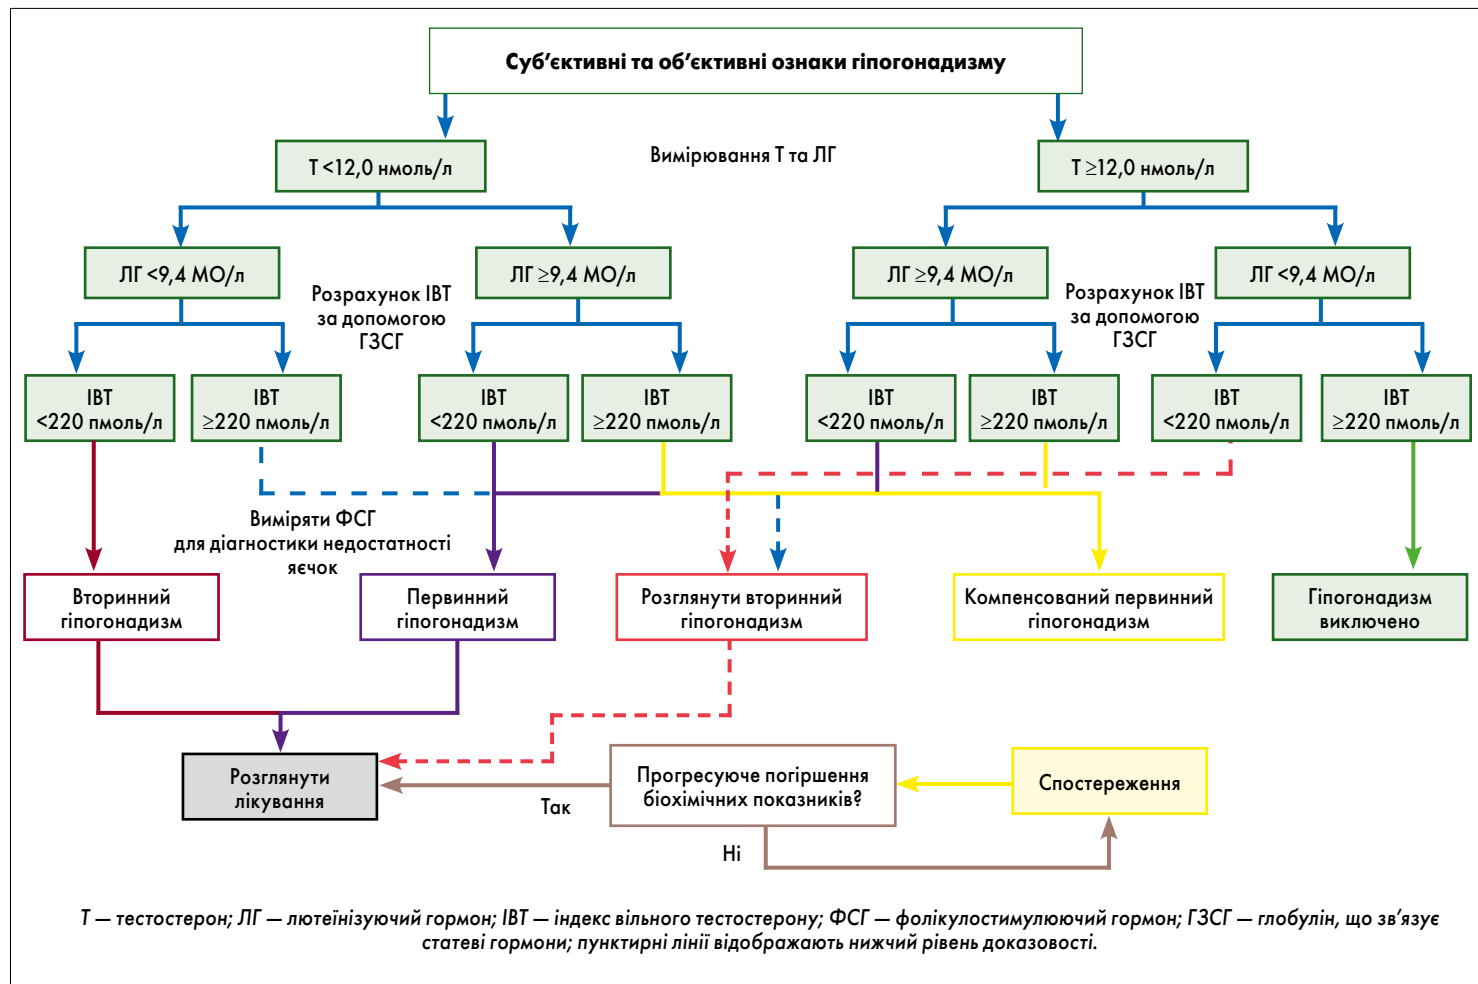 Суб’єктивні та об’єктивні ознаки гіпогонадизму
Вимірювання Т та ЛГ
Т <12,0 нмоль/л
Т ≥12,0 нмоль/л
ЛГ <9,4 МО/л
ЛГ ≥9,4 МО/л
ЛГ ≥9,4 МО/л
ЛГ <9,4 МО/л
Розрахунок ІВТ
за допомогою
ГЗСГ
Розрахунок ІВТ
за допомогою
ГЗСГ
ІВТ
<220 пмоль/л
ІВТ
≥220 пмоль/л
ІВТ
<220 пмоль/л
ІВТ
≥220 пмоль/л
ІВТ
<220 пмоль/л
ІВТ
≥220 пмоль/л
ІВТ
<220 пмоль/л
ІВТ
≥220 пмоль/л
Виміряти ФСГ
для діагностики недостатності
яєчок
Вторинний
гіпогонадизм
Первинний
гіпогонадизм
Розглянути вторинний
гіпогонадизм
Компенсований первинний
гіпогонадизм
Гіпогонадизм
виключено
Розглянути
лікування
Так
Прогресуюче погіршення
біохімічних показників?
Ні
Спостереження
Т — тестостерон; ЛГ — лютеїнізуючий гормон; ІВТ — індекс вільного тестостерону; ФСГ — фолікулостимулюючий гормон; ГЗСГ — глобулін, що зв’язує
статеві гормони; пунктирні лінії відображають нижчий рівень доказовості.